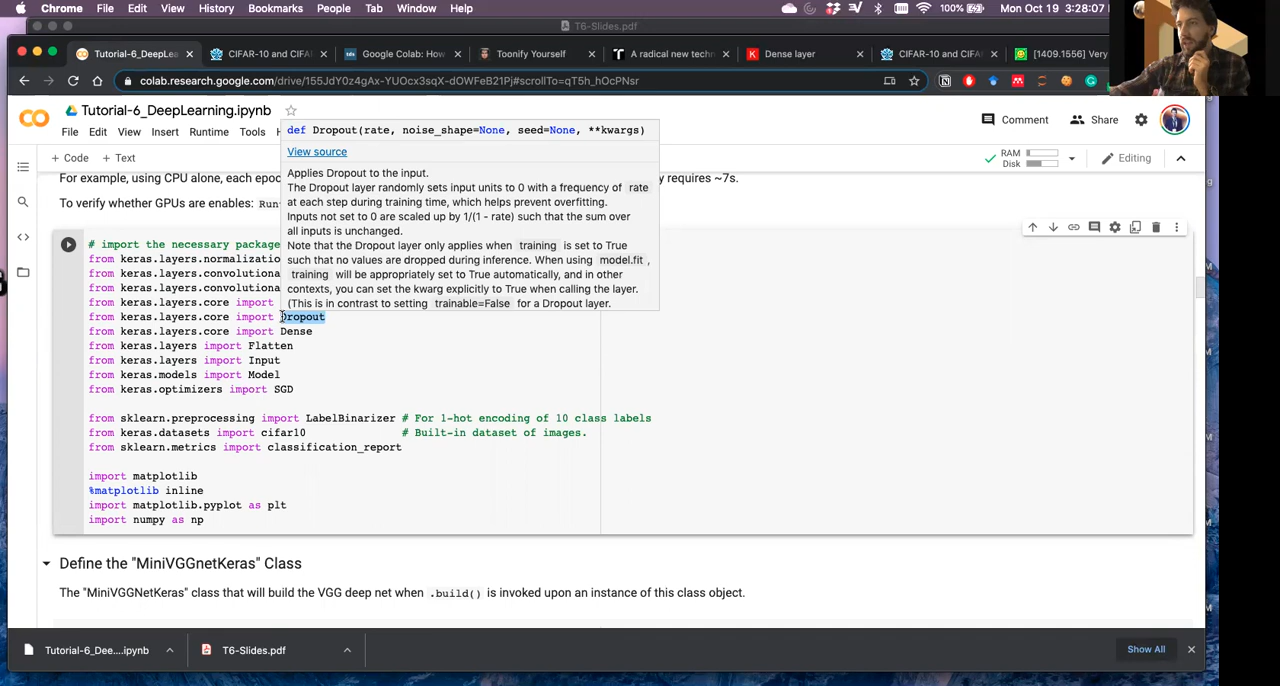 Chrome File Edit View History Bookmarks People Tab Window Help 100% Mon Oct 19 3:28:07
T6-Slides.pdf
Tutorial-6_DeepLea × CIFAR-10 and CIFA × Google Colab: How × Toonify Yourself × A radical new techn × Dense layer × CIFAR-10 and CIFA × [1409.1556] Very
colab.research.google.com/drive/155JdY0z4gAx-YUOcx3sqX-dOWFeB21Pj#scrollTo=qT5h_hOcPNsr
Tutorial-6_DeepLearning.ipynb
Comment Share
File Edit View Insert Runtime Tools H
+ Code + Text
RAM
Disk
Editing
def Dropout(rate, noise_shape=None, seed=None, **kwargs)
View source
Applies Dropout to the input.
The Dropout layer randomly sets input units to 0 with a frequency of rate
at each step during training time, which helps prevent overfitting.
Inputs not set to 0 are scaled up by 1/(1 - rate) such that the sum over
all inputs is unchanged.
Note that the Dropout layer only applies when training is set to True
such that no values are dropped during inference. When using model.fit,
training will be appropriately set to True automatically, and in other
contexts, you can set the kwarg explicitly to True when calling the layer.
(This is in contrast to setting trainable=False for a Dropout layer.
For example, using CPU alone, each epoc y requires ~7s.
To verify whether GPUs are enables: Run
# import the necessary package
from keras.layers.normalizatio
from keras.layers.convolutiona
from keras.layers.convolutiona
from keras.layers.core import
from keras.layers.core import Dropout
from keras.layers.core import Dense
from keras.layers import Flatten
from keras.layers import Input
from keras.models import Model
from keras.optimizers import SGD
from sklearn.preprocessing import LabelBinarizer # For 1-hot encoding of 10 class labels
from keras.datasets import cifar10 # Built-in dataset of images.
from sklearn.metrics import classification_report
import matplotlib
%matplotlib inline
import matplotlib.pyplot as plt
import numpy as np
Define the "MiniVGGnetKeras" Class
The "MiniVGGNetKeras" class that will build the VGG deep net when .build() is invoked upon an instance of this class object.
Tutorial-6_Dee....ipynb T6-Slides.pdf Show All ×